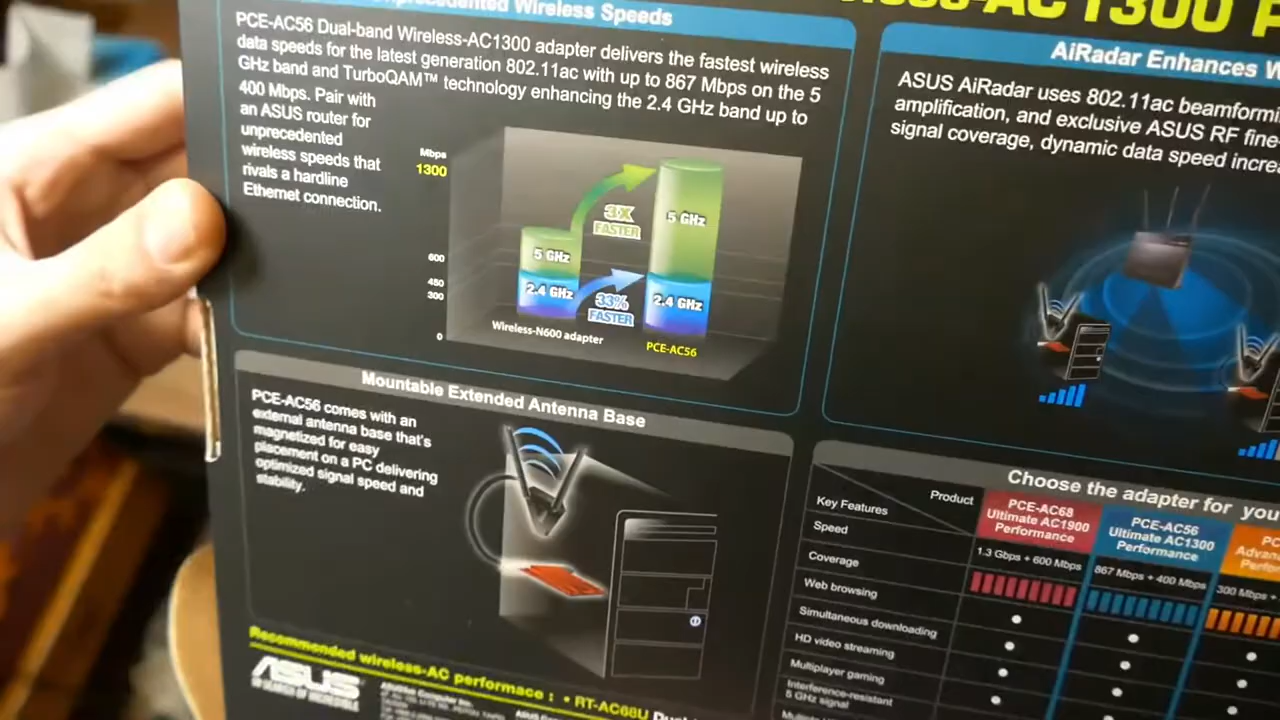 Wireless Speeds
PCE-AC56 Dual-band Wireless-AC1300 adapter delivers the fastest wireless
data speeds for the latest generation 802.11ac with up to 867 Mbps on the 5
GHz band and TurboQAM™ technology enhancing the 2.4 GHz band up to
400 Mbps. Pair with
an ASUS router for
unprecedented
wireless speeds that
rivals a hardline
Ethernet connection.
Mbps
1300
600
450
300
0
5 GHz
2.4 GHz
3X
FASTER
33%
FASTER
5 GHz
2.4 GHz
Wireless-N600 adapter
PCE-AC56
AC1300
AiRadar Enhances
ASUS AiRadar uses 802.11ac
amplification, and exclusive ASUS RF
signal coverage, dynamic data speed
Mountable Extended Antenna Base
PCE-AC56 comes with an
external antenna base that's
magnetized for easy
placement on a PC delivering
optimized signal speed and
stability.
Choose the adapter for
Product
Key Features
PCE-AC68
Ultimate AC1900
Performance
PCE-AC56
Ultimate AC1300
Performance
Speed
1.3 Gbps + 600 Mbps
867 Mbps + 400 Mbps
300 Mbps +
Coverage
Web browsing
Simultaneous downloading
HD video streaming
Multiplayer gaming
Interference-resistant
5 GHz signal
Recommended wireless-AC performace : • RT-AC68U
ASUS
IN SEARCH OF INCREDIBLE